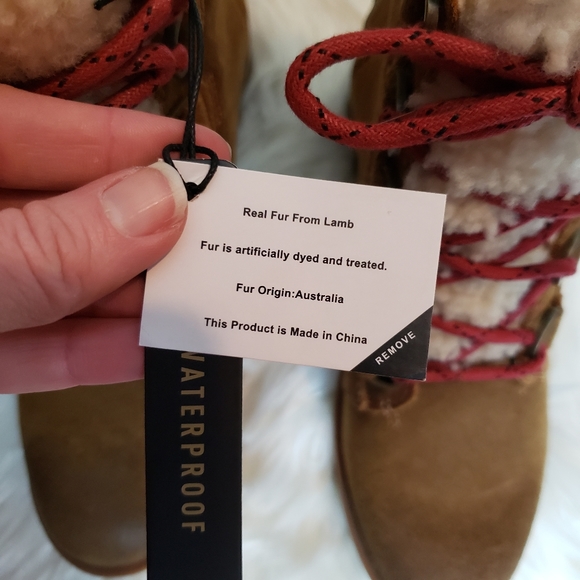 Real Fur From Lamb
Fur is artificially dyed and treated.
Fur Origin:Australia
This Product is Made in China
REMOVE
WATERPROOF